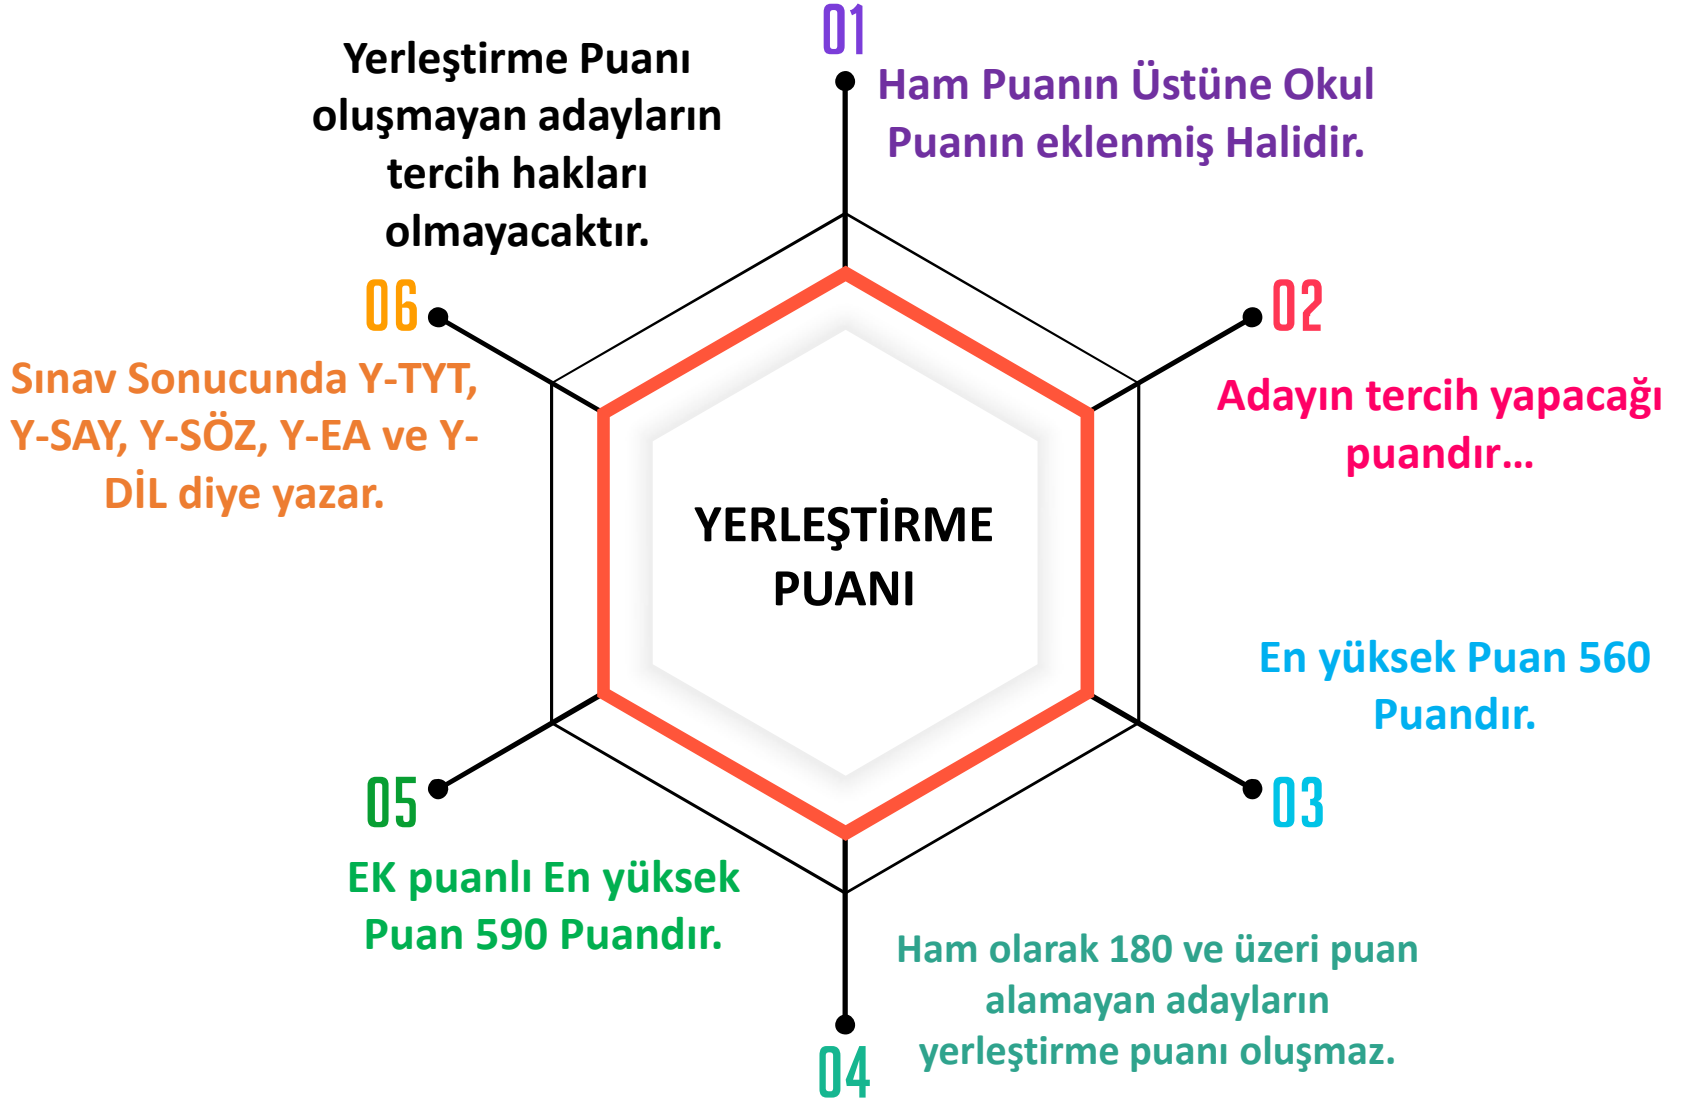 01
Ham Puanın Üstüne Okul
Puanın eklenmiş Halidir.
02
Adayın tercih yapacağı
puandır...
En yüksek Puan 560
Puandır.
03
Ham olarak 180 ve üzeri puan
alamayan adayların
yerleştirme puanı oluşmaz.
04
05
EK puanlı En yüksek
Puan 590 Puandır.
06
Sınav Sonucunda Y-TYT,
Y-SAY, Y-SÖZ, Y-EA ve Y-
DİL diye yazar.
Yerleştirme Puanı
oluşmayan adayların
tercih hakları
olmayacaktır.
YERLEŞTİRME
PUANI